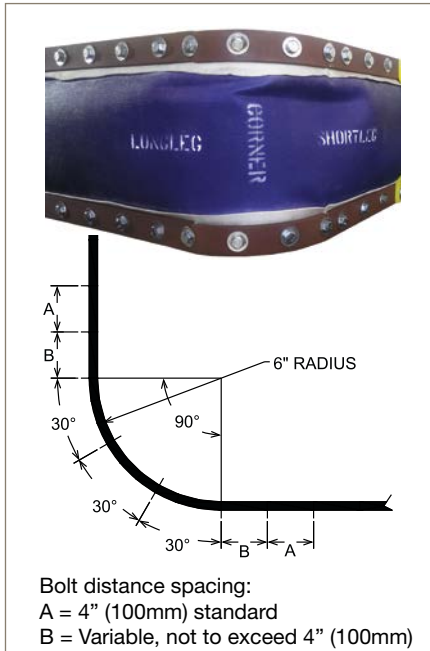 LONGLEG
CORNER
SHORTLEG
A
B
6" RADIUS
30°
90°
30°
30°
B
A
Bolt distance spacing:
A = 4” (100mm) standard
B = Variable, not to exceed 4” (100mm)